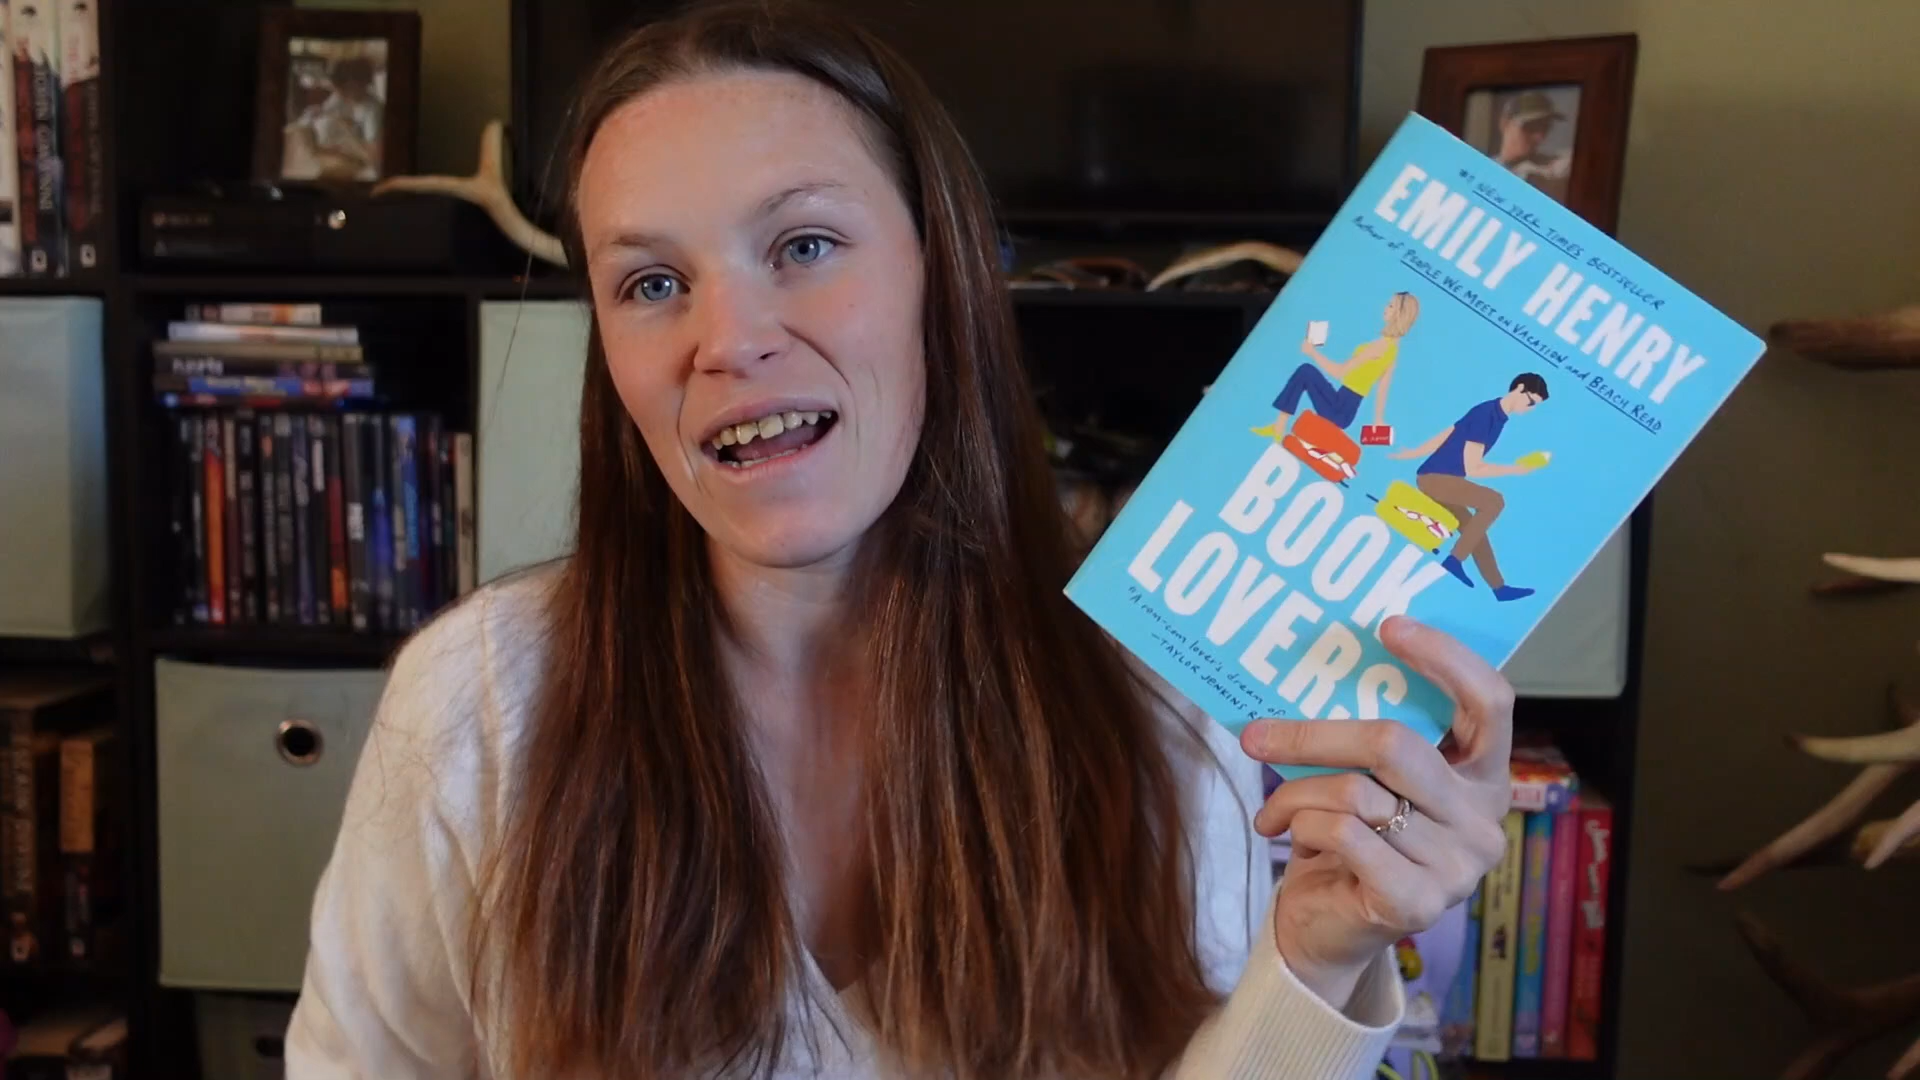 #1 NEW YORK TIMES BESTSELLER
EMILY HENRY
Author of PEOPLE WE MEET ON VACATION and BEACH READ
A novel
BOOK
LOVERS
"A rom-com lover's dream of
—TAYLOR JENKINS